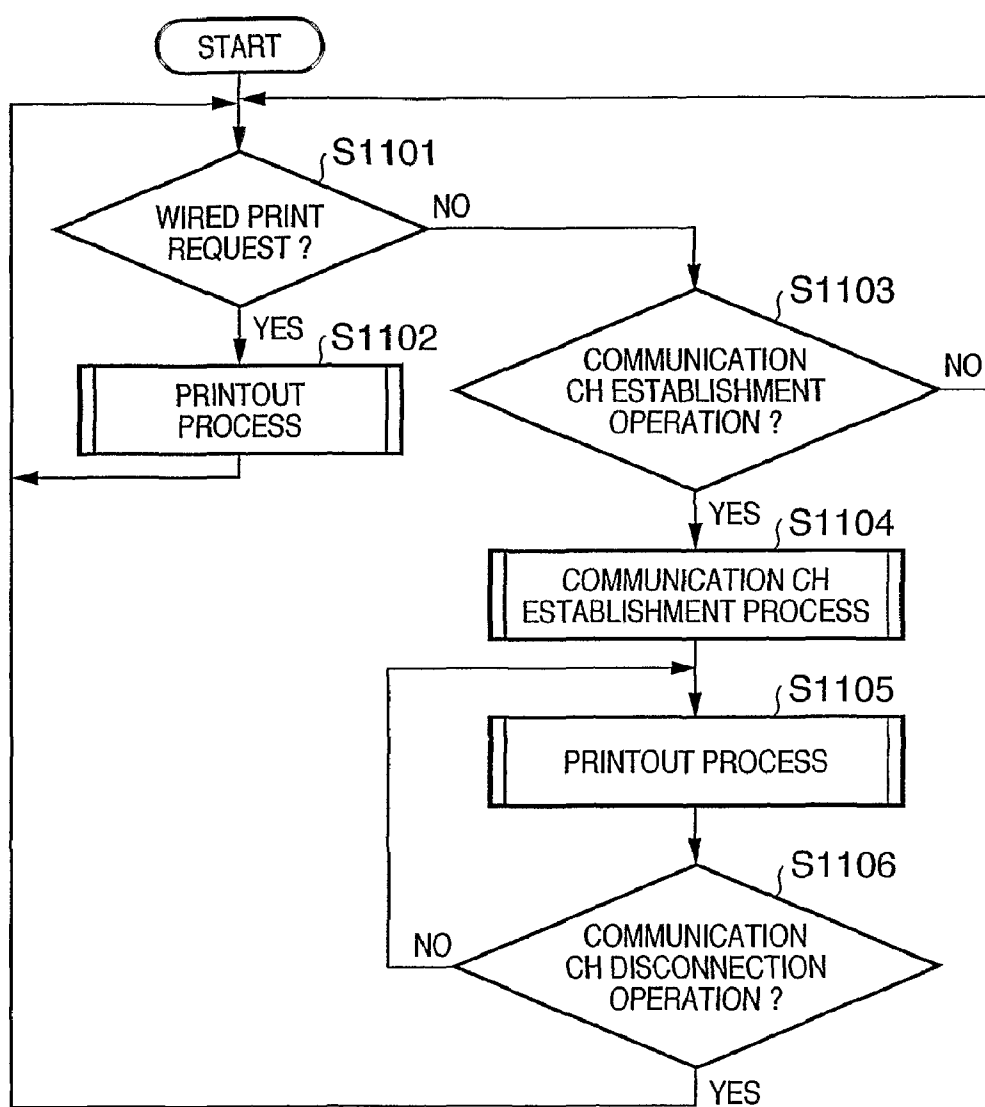 START
S1101
WIRED PRINT
REQUEST ?
NO
YES
S1102
PRINTOUT
PROCESS
S1103
COMMUNICATION
CH ESTABLISHMENT
OPERATION ?
NO
YES
S1104
COMMUNICATION CH
ESTABLISHMENT PROCESS
S1105
PRINTOUT PROCESS
S1106
COMMUNICATION
CH DISCONNECTION
OPERATION ?
NO
YES